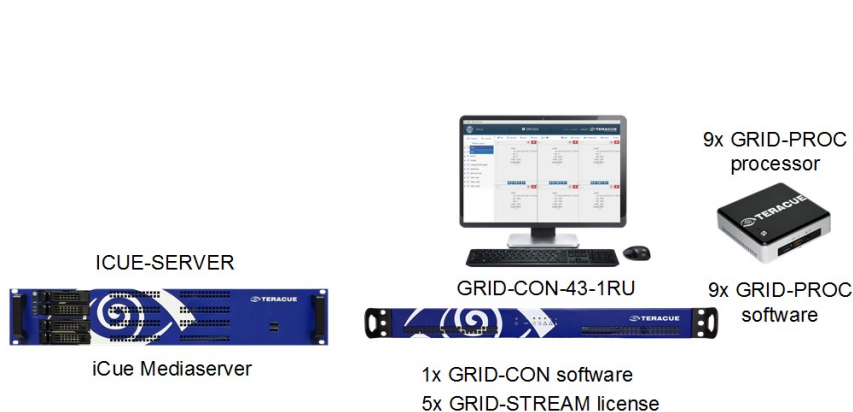 9x GRID-PROC
processor
TERACUE
ICUE-SERVER
TERACUE
iCue Mediaserver
GRID-CON-43-1RU
TERACUE
9x GRID-PROC
software
1x GRID-CON software
5x GRID-STREAM license